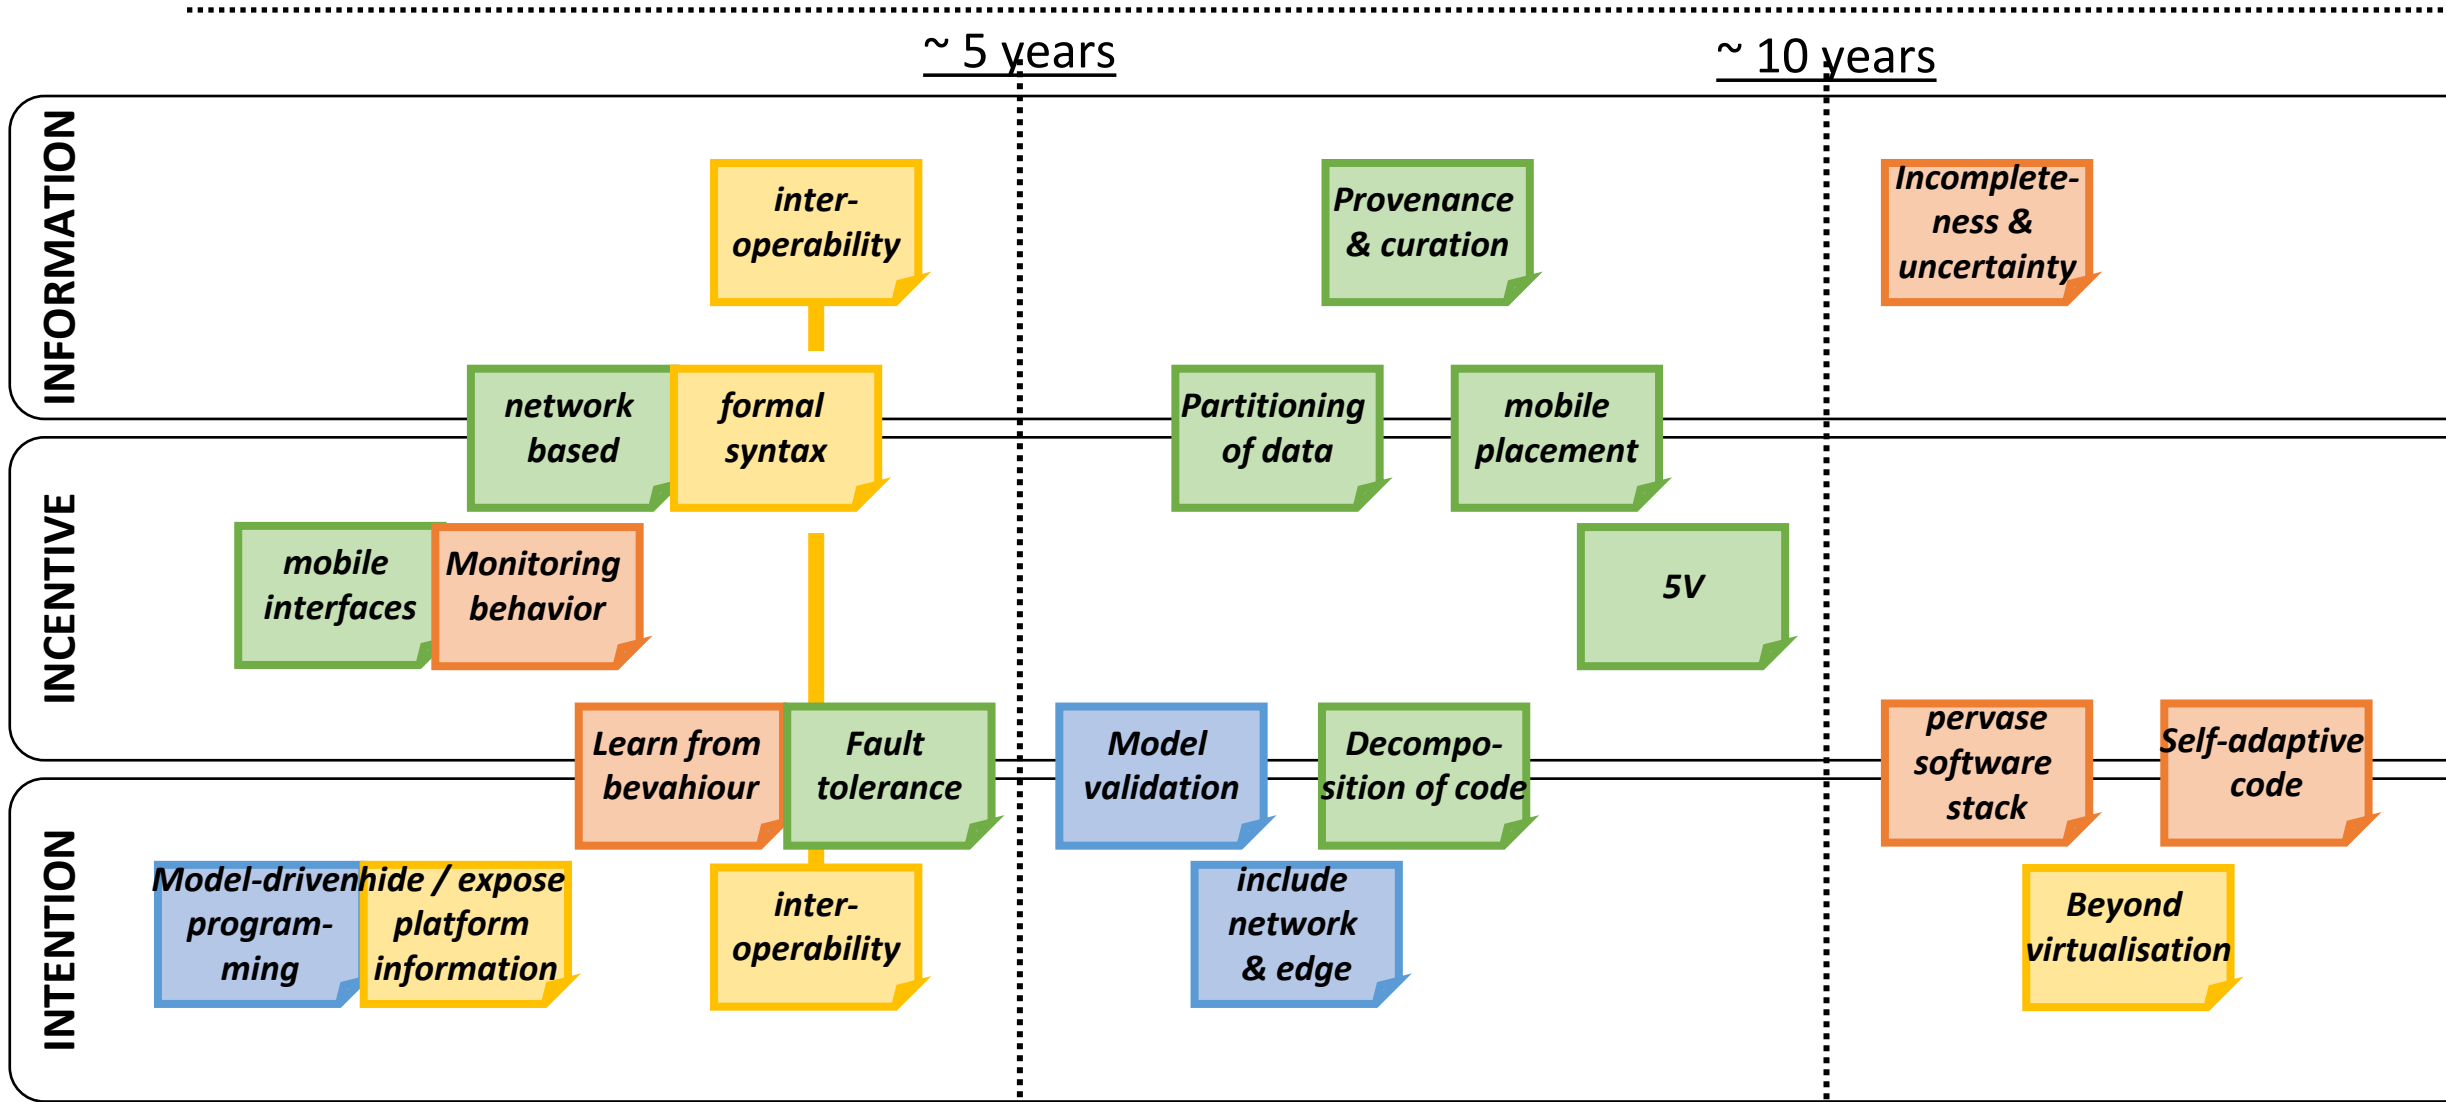 ~ 5 years
~ 10 years
INFORMATION
inter-
operability
Provenance
& curation
Incomplete-
ness &
uncertainty
network
based
formal
syntax
Partitioning
of data
mobile
placement
INCENTIVE
mobile
interfaces
Monitoring
behavior
5V
Learn from
bevahiour
Fault
tolerance
Model
validation
Decompo-
sition of code
pervase
software
stack
Self-adaptive
code
INTENTION
Model-driven
program-
ming
hide / expose
platform
information
inter-
operability
include
network
& edge
Beyond
virtualisation